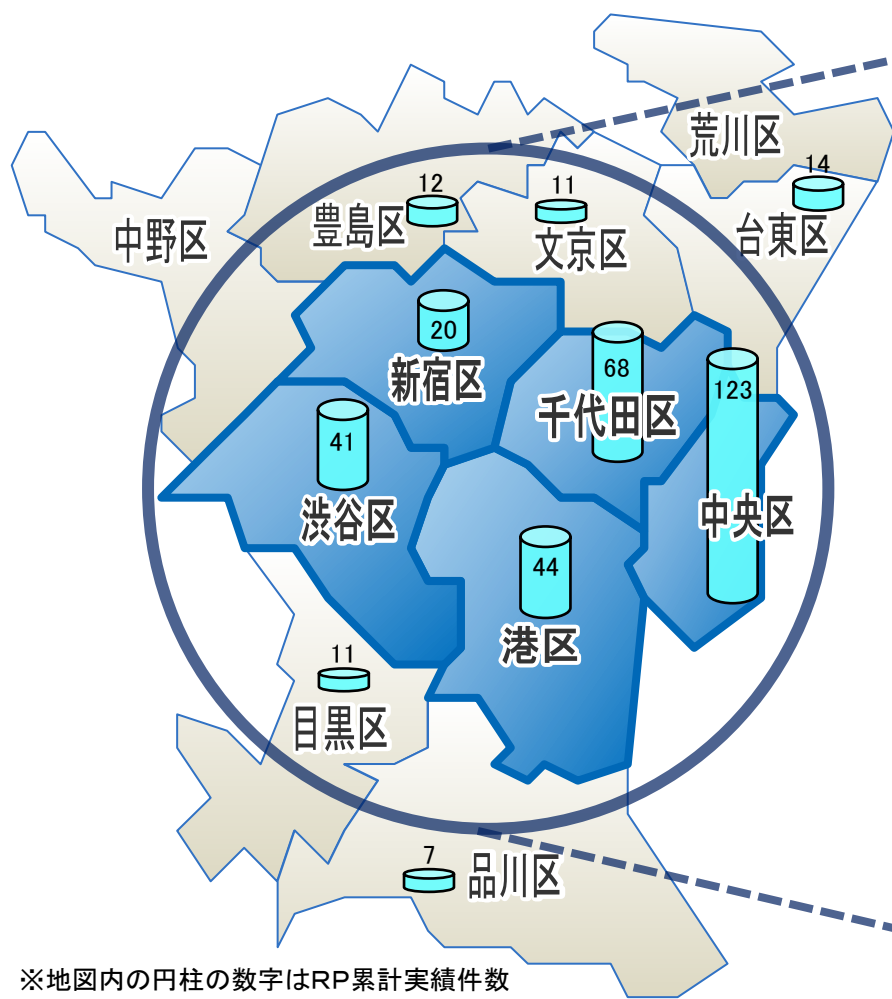 荒川区
14
台東区
12
豊島区
11
文京区
中野区
20
新宿区
68
千代田区
123
中央区
41
渋谷区
44
港区
11
目黒区
7
品川区
※地図内の円柱の数字はRP累計実績件数